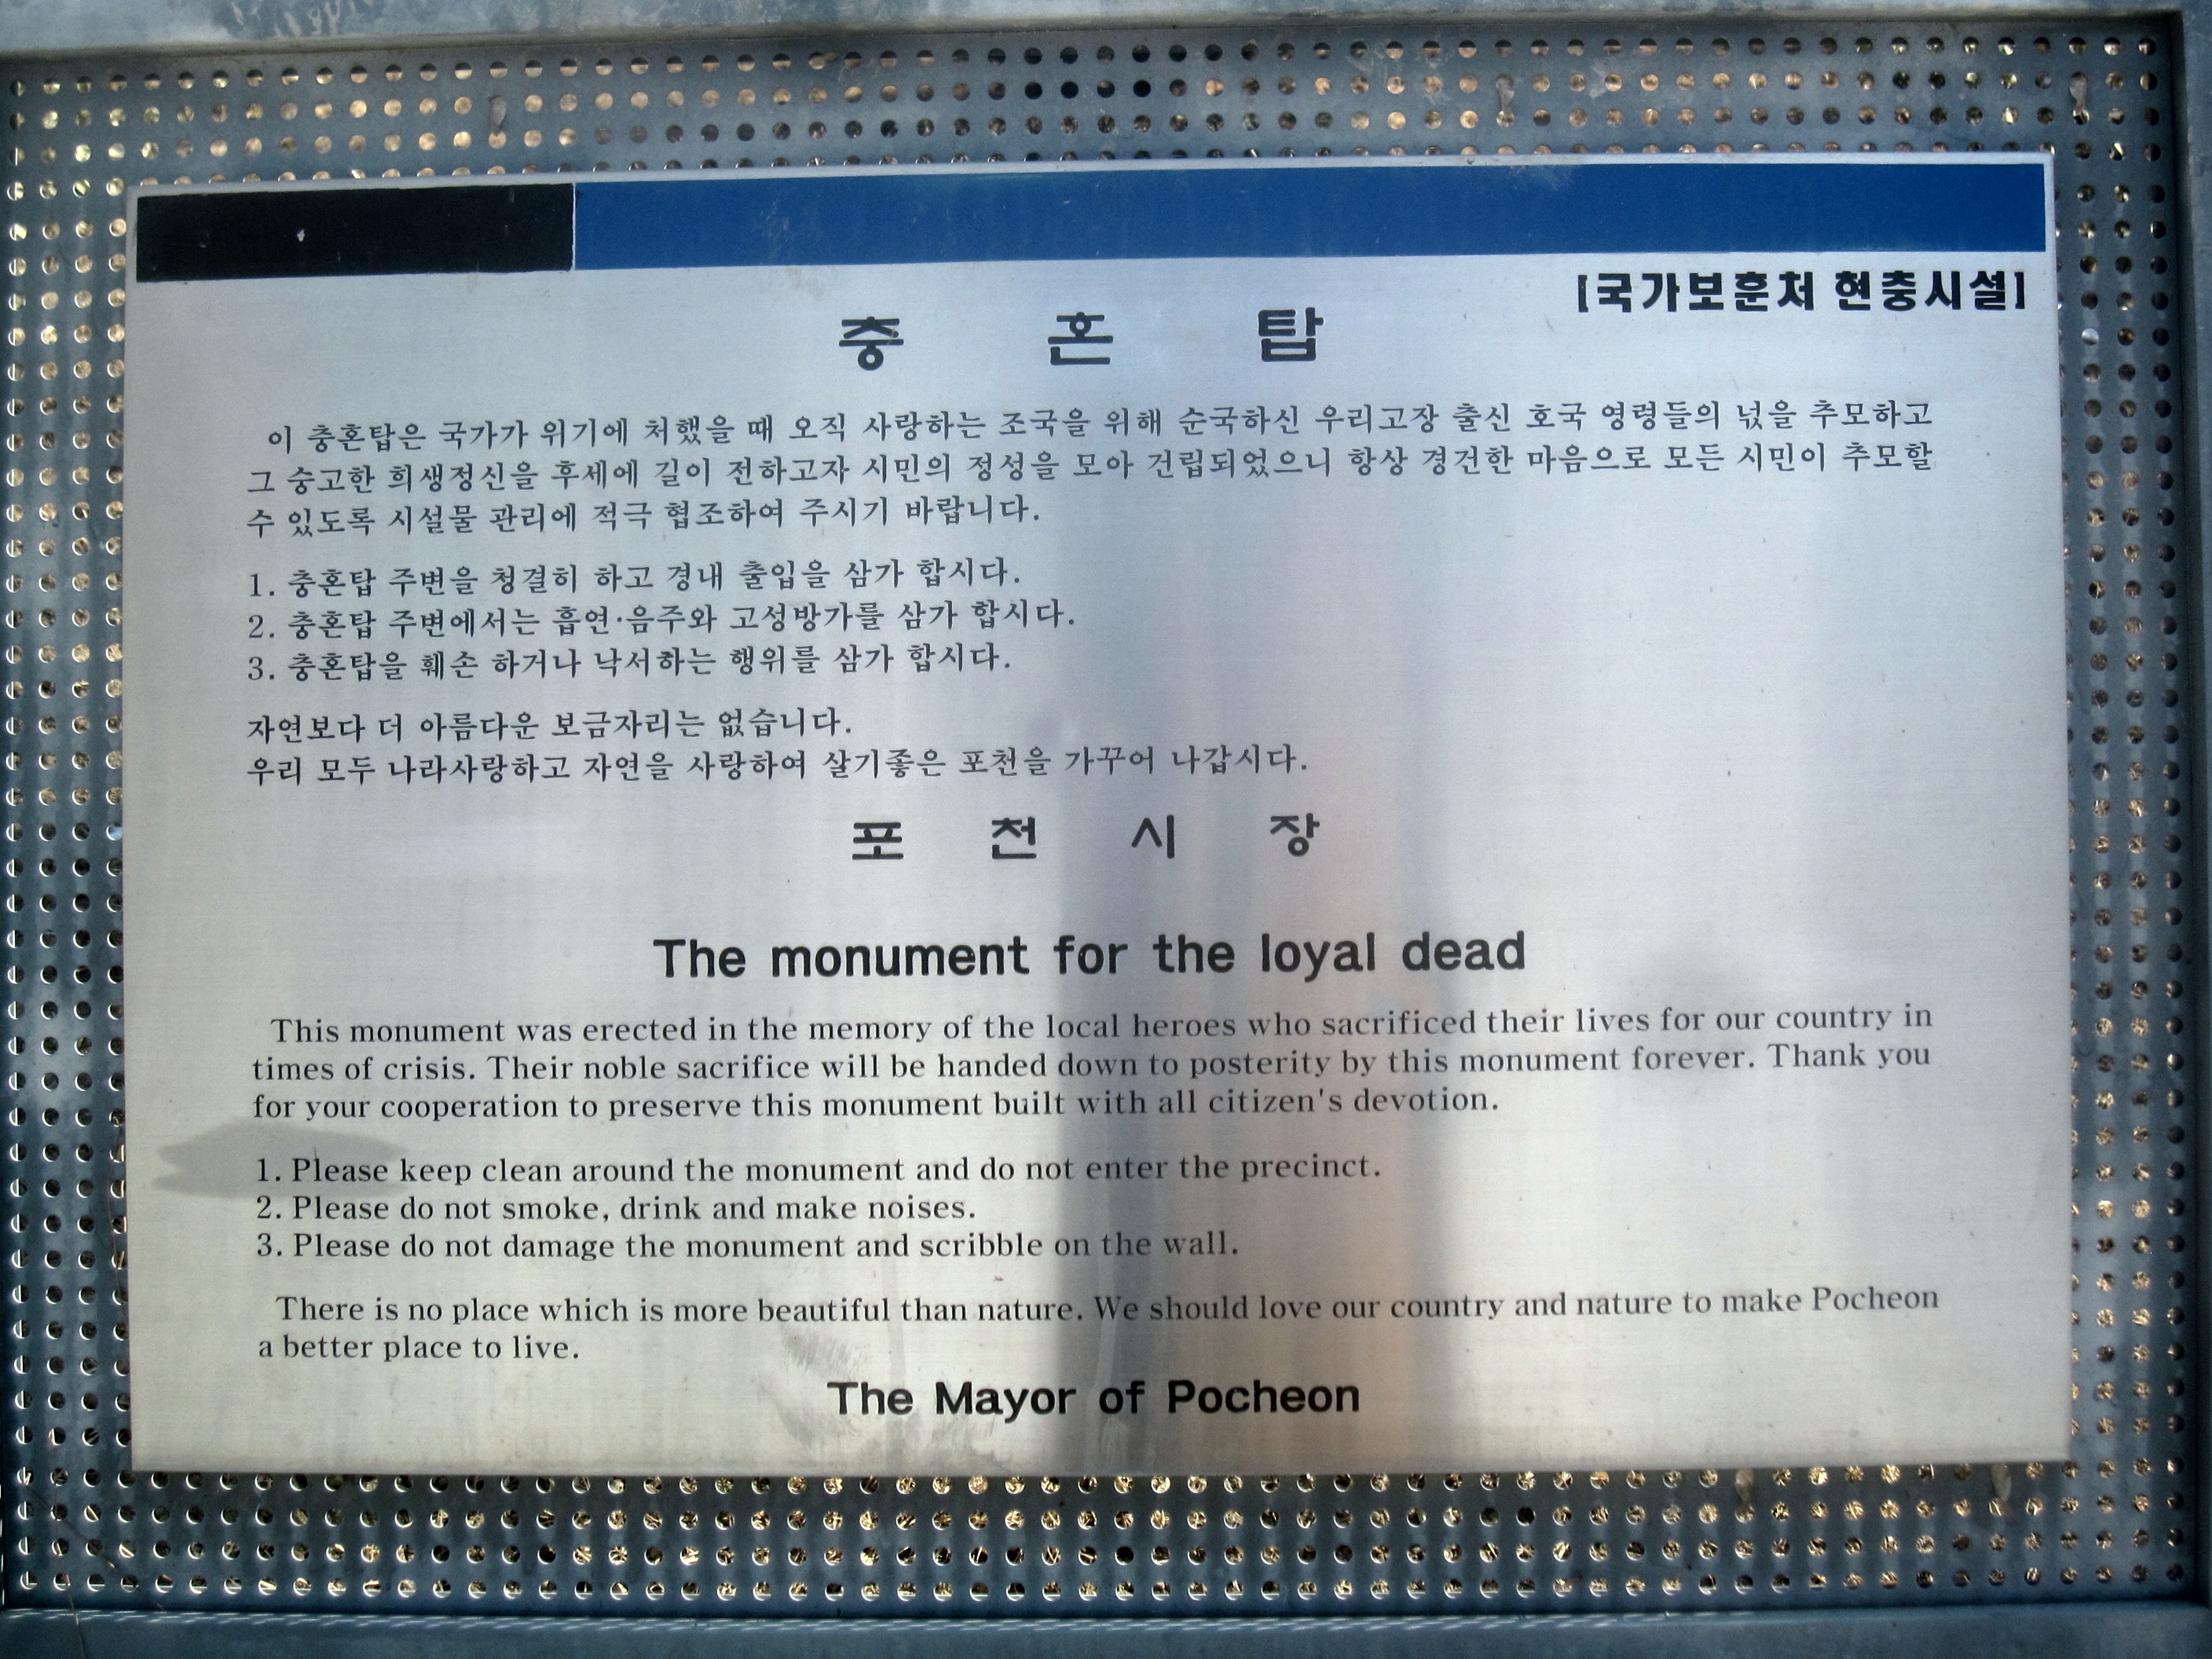 [국가보훈처 현충시설]
충 혼 탑
이 충혼탑은 국가가 위기에 처했을 때 오직 사랑하는 조국을 위해 순국하신 우리고장 출신 호국 영령들의 넋을 추모하고
그 숭고한 희생정신을 후세에 길이 전하고자 시민의 정성을 모아 건립되었으니 항상 경건한 마음으로 모든 시민이 추모할
수 있도록 시설물 관리에 적극 협조하여 주시기 바랍니다.
1. 충혼탑 주변을 청결히 하고 경내 출입을 삼가 합시다.
2. 충혼탑 주변에서는 흡연·음주와 고성방가를 삼가 합시다.
3. 충혼탑을 훼손 하거나 낙서하는 행위를 삼가 합시다.
자연보다 더 아름다운 보금자리는 없습니다.
우리 모두 나라사랑하고 자연을 사랑하여 살기좋은 포천을 가꾸어 나갑시다.
포 천 시 장
The monument for the loyal dead
This monument was erected in the memory of the local heroes who sacrificed their lives for our country in
times of crisis. Their noble sacrifice will be handed down to posterity by this monument forever. Thank you
for your cooperation to preserve this monument built with all citizen's devotion.
1. Please keep clean around the monument and do not enter the precinct.
2. Please do not smoke, drink and make noises.
3. Please do not damage the monument and scribble on the wall.
There is no place which is more beautiful than nature. We should love our country and nature to make Pocheon
a better place to live.
The Mayor of Pocheon